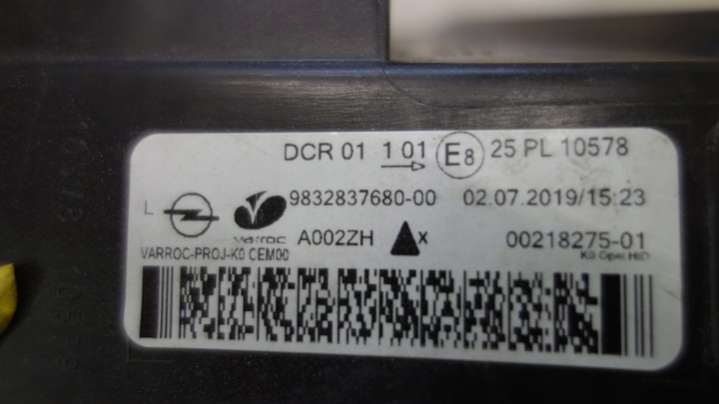 DCR 01 1 01 E8 25 PL 10578
L 9832837680-00 02.07.2019/15:23
varroc A002ZH X 00218275-01
VARROC-PROJ-K0 CEM00 K0 Opel HID